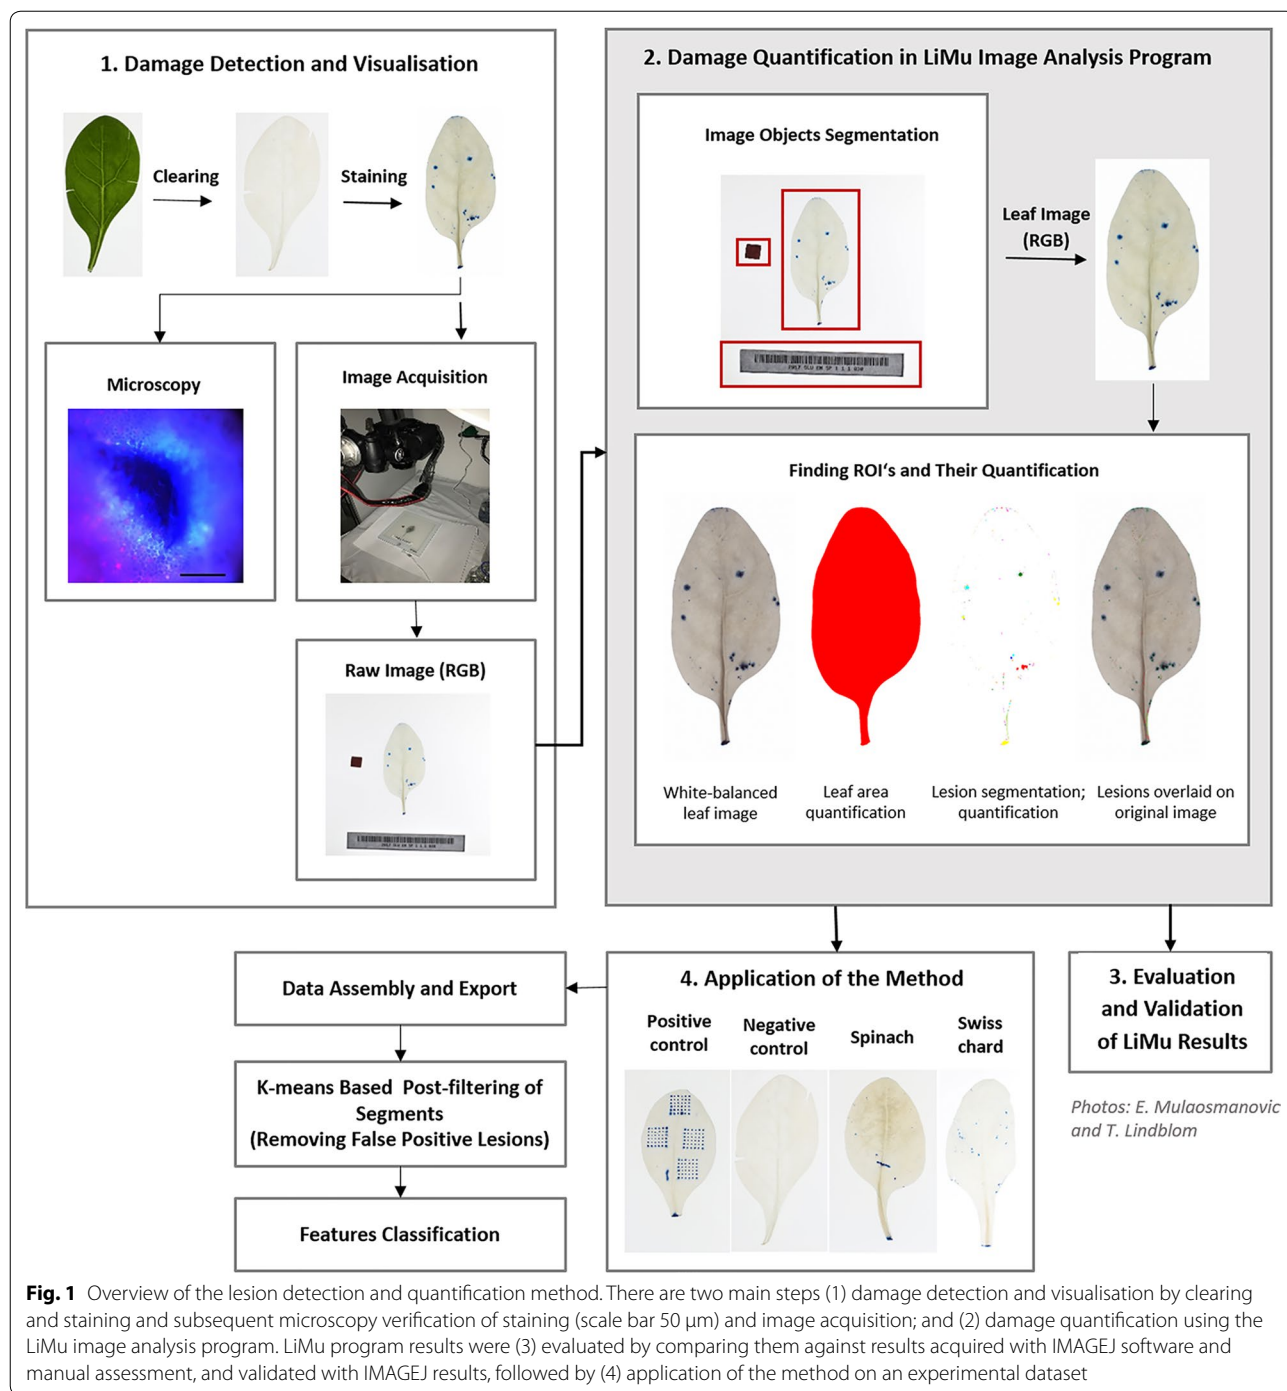 1. Damage Detection and Visualisation
Clearing
Staining
Microscopy
Image Acquisition
Raw Image (RGB)
2. Damage Quantification in LiMu Image Analysis Program
Image Objects Segmentation
Leaf Image
(RGB)
Finding ROI‘s and Their Quantification
White-balanced
leaf image
Leaf area
quantification
Lesion segmentation;
quantification
Lesions overlaid on
original image
3. Evaluation
and Validation
of LiMu Results
4. Application of the Method
Positive
control
Negative
control
Spinach
Swiss
chard
Data Assembly and Export
K-means Based Post-filtering of
Segments
(Removing False Positive Lesions)
Features Classification
Photos: E. Mulaosmanovic
and T. Lindblom
Fig. 1 Overview of the lesion detection and quantification method. There are two main steps (1) damage detection and visualisation by clearing
and staining and subsequent microscopy verification of staining (scale bar 50 µm) and image acquisition; and (2) damage quantification using the
LiMu image analysis program. LiMu program results were (3) evaluated by comparing them against results acquired with IMAGEJ software and
manual assessment, and validated with IMAGEJ results, followed by (4) application of the method on an experimental dataset